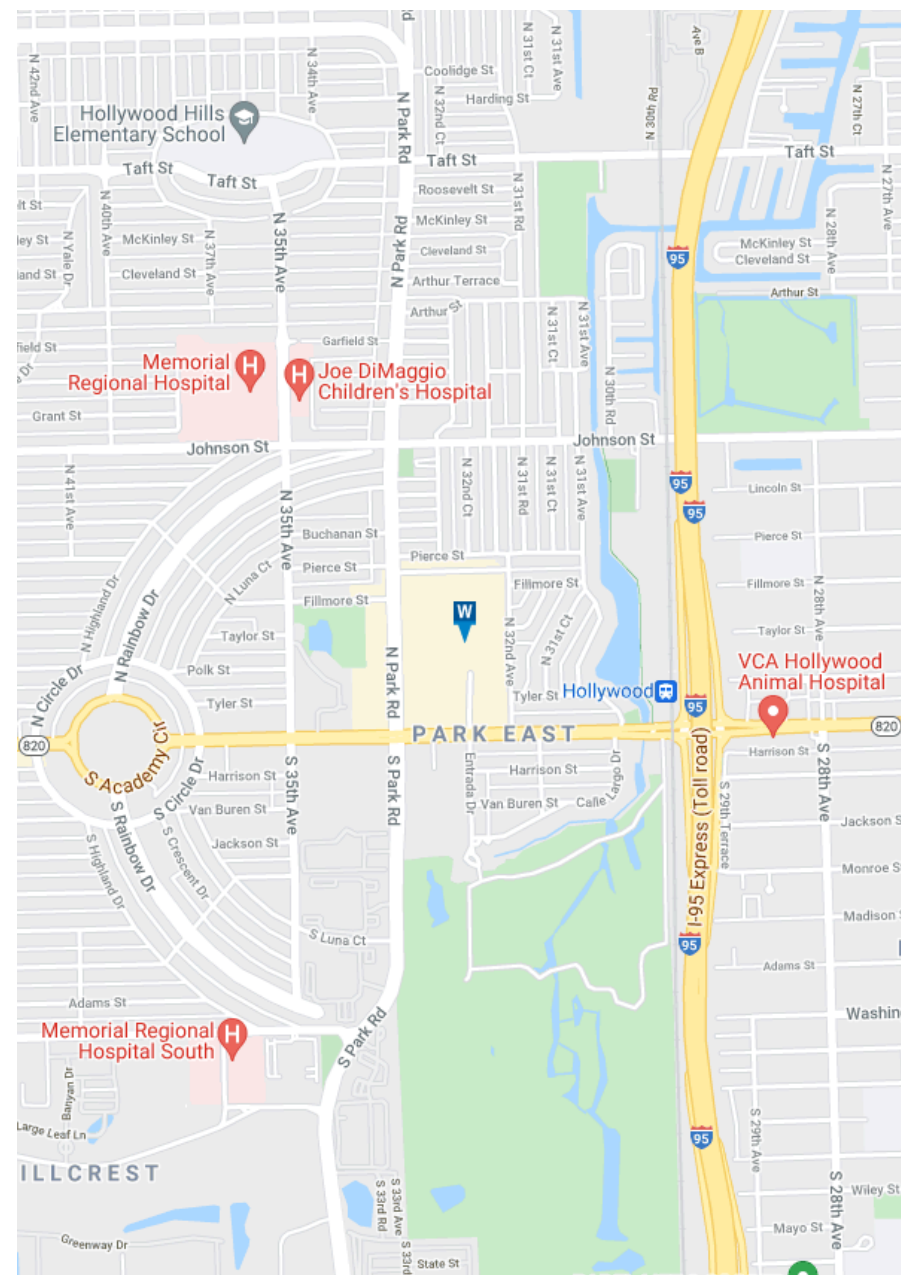 N 42nd Ave
N 34th Ave
N Park Rd
N 31st Ct
N 31st Ave
Ave B
Coolidge St
N 32nd Ct
Harding St
N 30th Rd
N 27th Ct
Hollywood Hills
Elementary School
Taft St
Taft St
Taft St
Taft St
Roosevelt St
N 31st Rd
N 27th Ave
lt St
N 40th Ave
N 35th Ave
N Park Rd
McKinley St
N 28th Ave
ley St
N Yale Dr
McKinley St
N 37th Ave
Cleveland St
McKinley St
Cleveland St
95
and St
Cleveland St
Arthur Terrace
Arthur St
Arthur St
N 31st Ct
N 31st Ave
field St
Dr
Garfield St
Memorial
Regional Hospital
H
H
Joe DiMaggio
Children's Hospital
N 30th Rd
Grant St
Johnson St
Johnson St
N 41st Ave
N 32nd Ct
N 31st Rd
N 31st Ct
N 31st Ave
95
Lincoln St
95
N 35th Ave
Buchanan St
Pierce St
Pierce St
Pierce St
N Luna Ct
Fillmore St
Fillmore St
Fillmore St
N 28th Ave
N Highland Dr
N Rainbow Dr
W
N 32nd Ave
N 31st Ct
Taylor St
Taylor St
N Circle Dr
Polk St
N Park Rd
VCA Hollywood
Animal Hospital
Tyler St
Tyler St
Hollywood
95
820
PARK EAST
820
S Academy Cir
S Circle Dr
Harrison St
S 35th Ave
S Park Rd
Entrada Dr
Harrison St
Calle Largo Dr
I-95 Express (Toll road)
Harrison St
S 29th Terrace
S 28th Ave
S Rainbow Dr
Van Buren St
Van Buren St
Jackson St
Jackson S
S Highland Dr
S Crescent Dr
Monroe S
Madison
S Luna Ct
95
Adams St
Adams St
Washin
Memorial Regional
Hospital South
H
S Park Rd
Banyan Dr
Large Leaf Ln
95
S 29th Ave
ILLCREST
S 33rd Rd
S 33rd Ave
S 28th Ave
Wiley St
Greenway Dr
Mayo St
State St